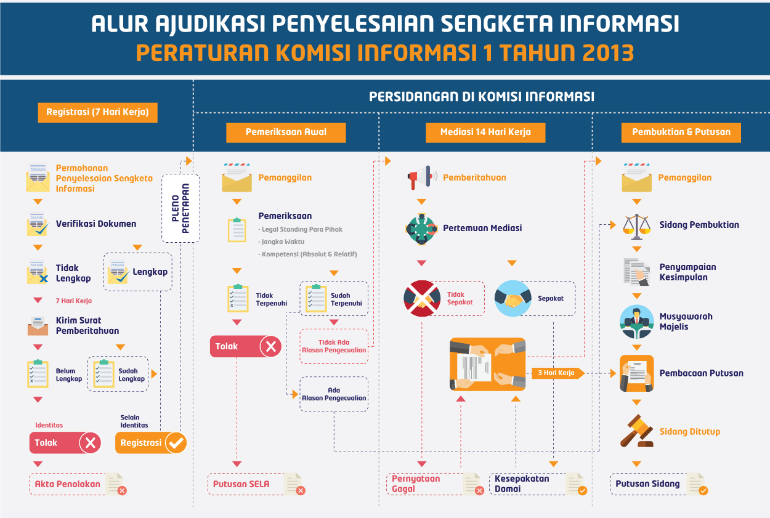 ALUR AJUDIKASI PENYELESAIAN SENGKETA INFORMASI
PERATURAN KOMISI INFORMASI 1 TAHUN 2013
Registrasi (7 Hari Kerja)
PERSIDANGAN DI KOMISI INFORMASI
Pemeriksaan Awal
Mediasi 14 Hari Kerja
Pembuktian & Putusan
Permohonan
Penyelesaian Sengketa
Informasi
Verifikasi Dokumen
Tidak
Lengkap
Lengkap
7 Hari Kerja
Kirim Surat
Pemberitahuan
Belum
Lengkap
Sudah
Lengkap
Identitas
Tolak
Selain
Identitas
Registrasi
Akta Penolakan
PLENO
PENETAPAN
Pemanggilan
Pemeriksaan
- Legal Standing Para Pihak
- Jangka Waktu
- Kompetensi (Absolut & Relatif)
Tidak
Terpenuhi
Sudah
Terpenuhi
Tolak
Tidak Ada
Alasan Pengecualian
Ada
Alasan Pengecualian
Putusan SELA
Pemberitahuan
Pertemuan Mediasi
Tidak
Sepakat
Sepakat
3 Hari Kerja
Pernyataan
Gagal
Kesepakatan
Damai
Pemanggilan
Sidang Pembuktian
Penyampaian
Kesimpulan
Musyawarah
Majelis
Pembacaan Putusan
Sidang Ditutup
Putusan Sidang